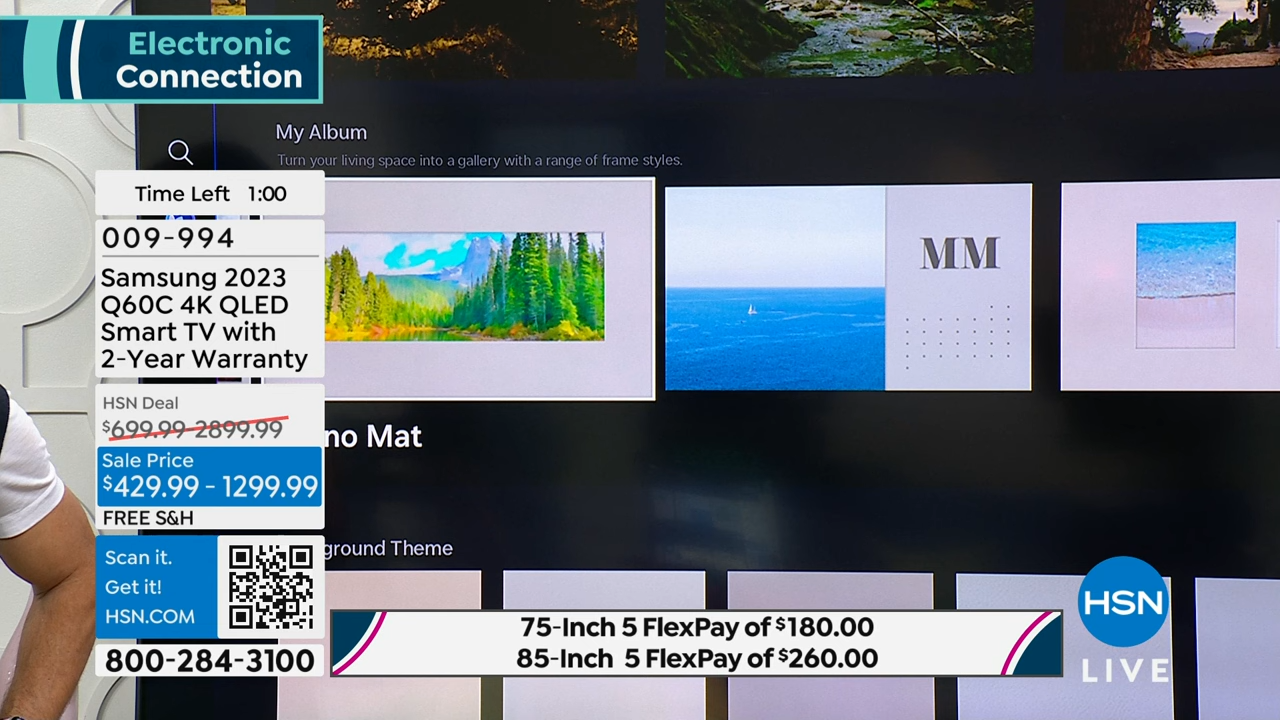 Electronic
Connection
My Album
Turn your living space into a gallery with a range of frame styles.
Time Left 1:00
009-994
Samsung 2023
Q60C 4K QLED
Smart TV with
2-Year Warranty
HSN Deal
$699.99-2899.99
Sale Price
$429.99 - 1299.99
FREE S&H
Scan it.
Get it!
HSN.COM
800-284-3100
MM
no Mat
ground Theme
75-Inch 5 FlexPay of $180.00
85-Inch 5 FlexPay of $260.00
HSN
LIVE